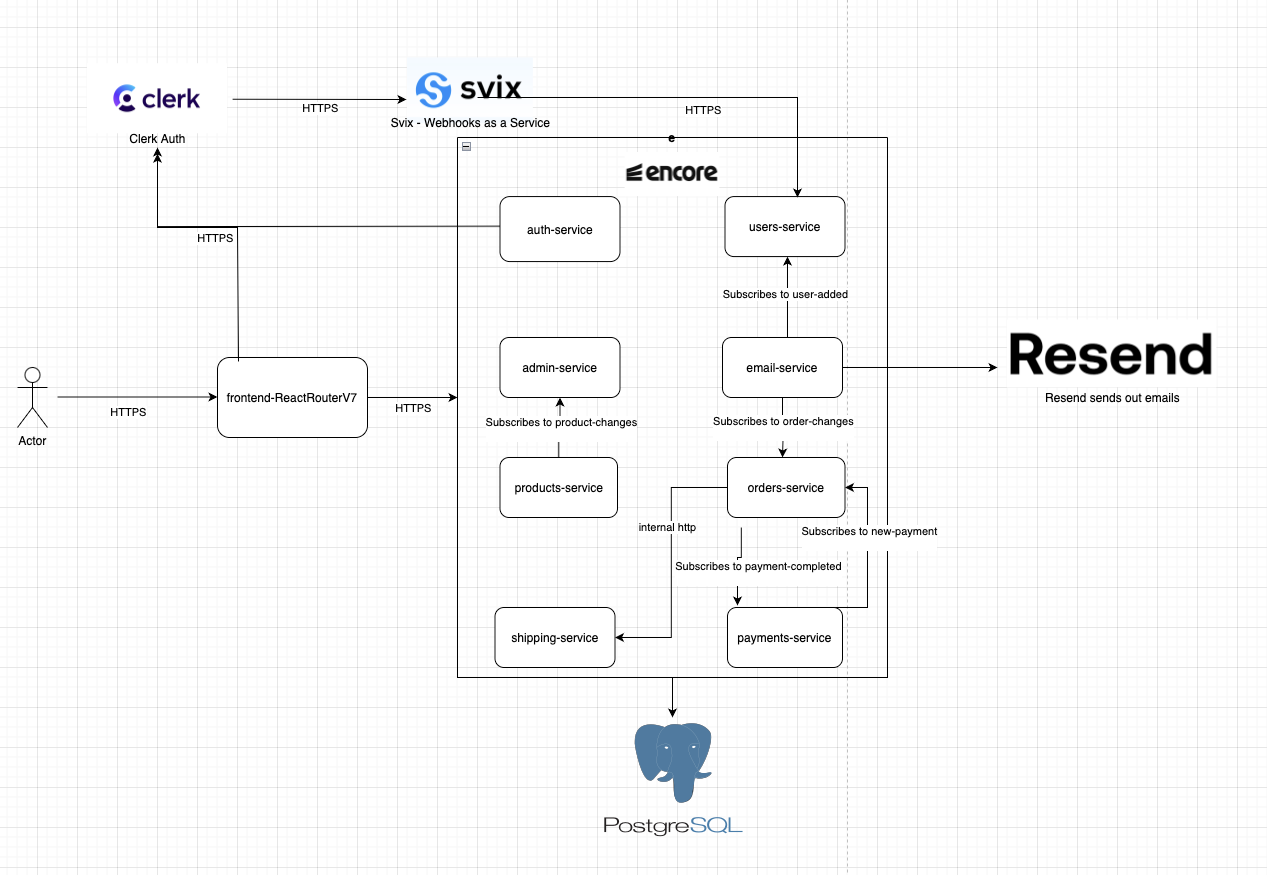 clerk
HTTPS
svix
HTTPS
Svix - Webhooks as a Service
Clerk Auth
e
encore
auth-service
users-service
HTTPS
Subscribes to user-added
admin-service
email-service
Resend
Resend sends out emails
frontend-ReactRouterV7
HTTPS
HTTPS
Actor
Subscribes to product-changes
Subscribes to order-changes
products-service
orders-service
internal http
Subscribes to new-payment
Subscribes to payment-completed
shipping-service
payments-service
PostgreSQL